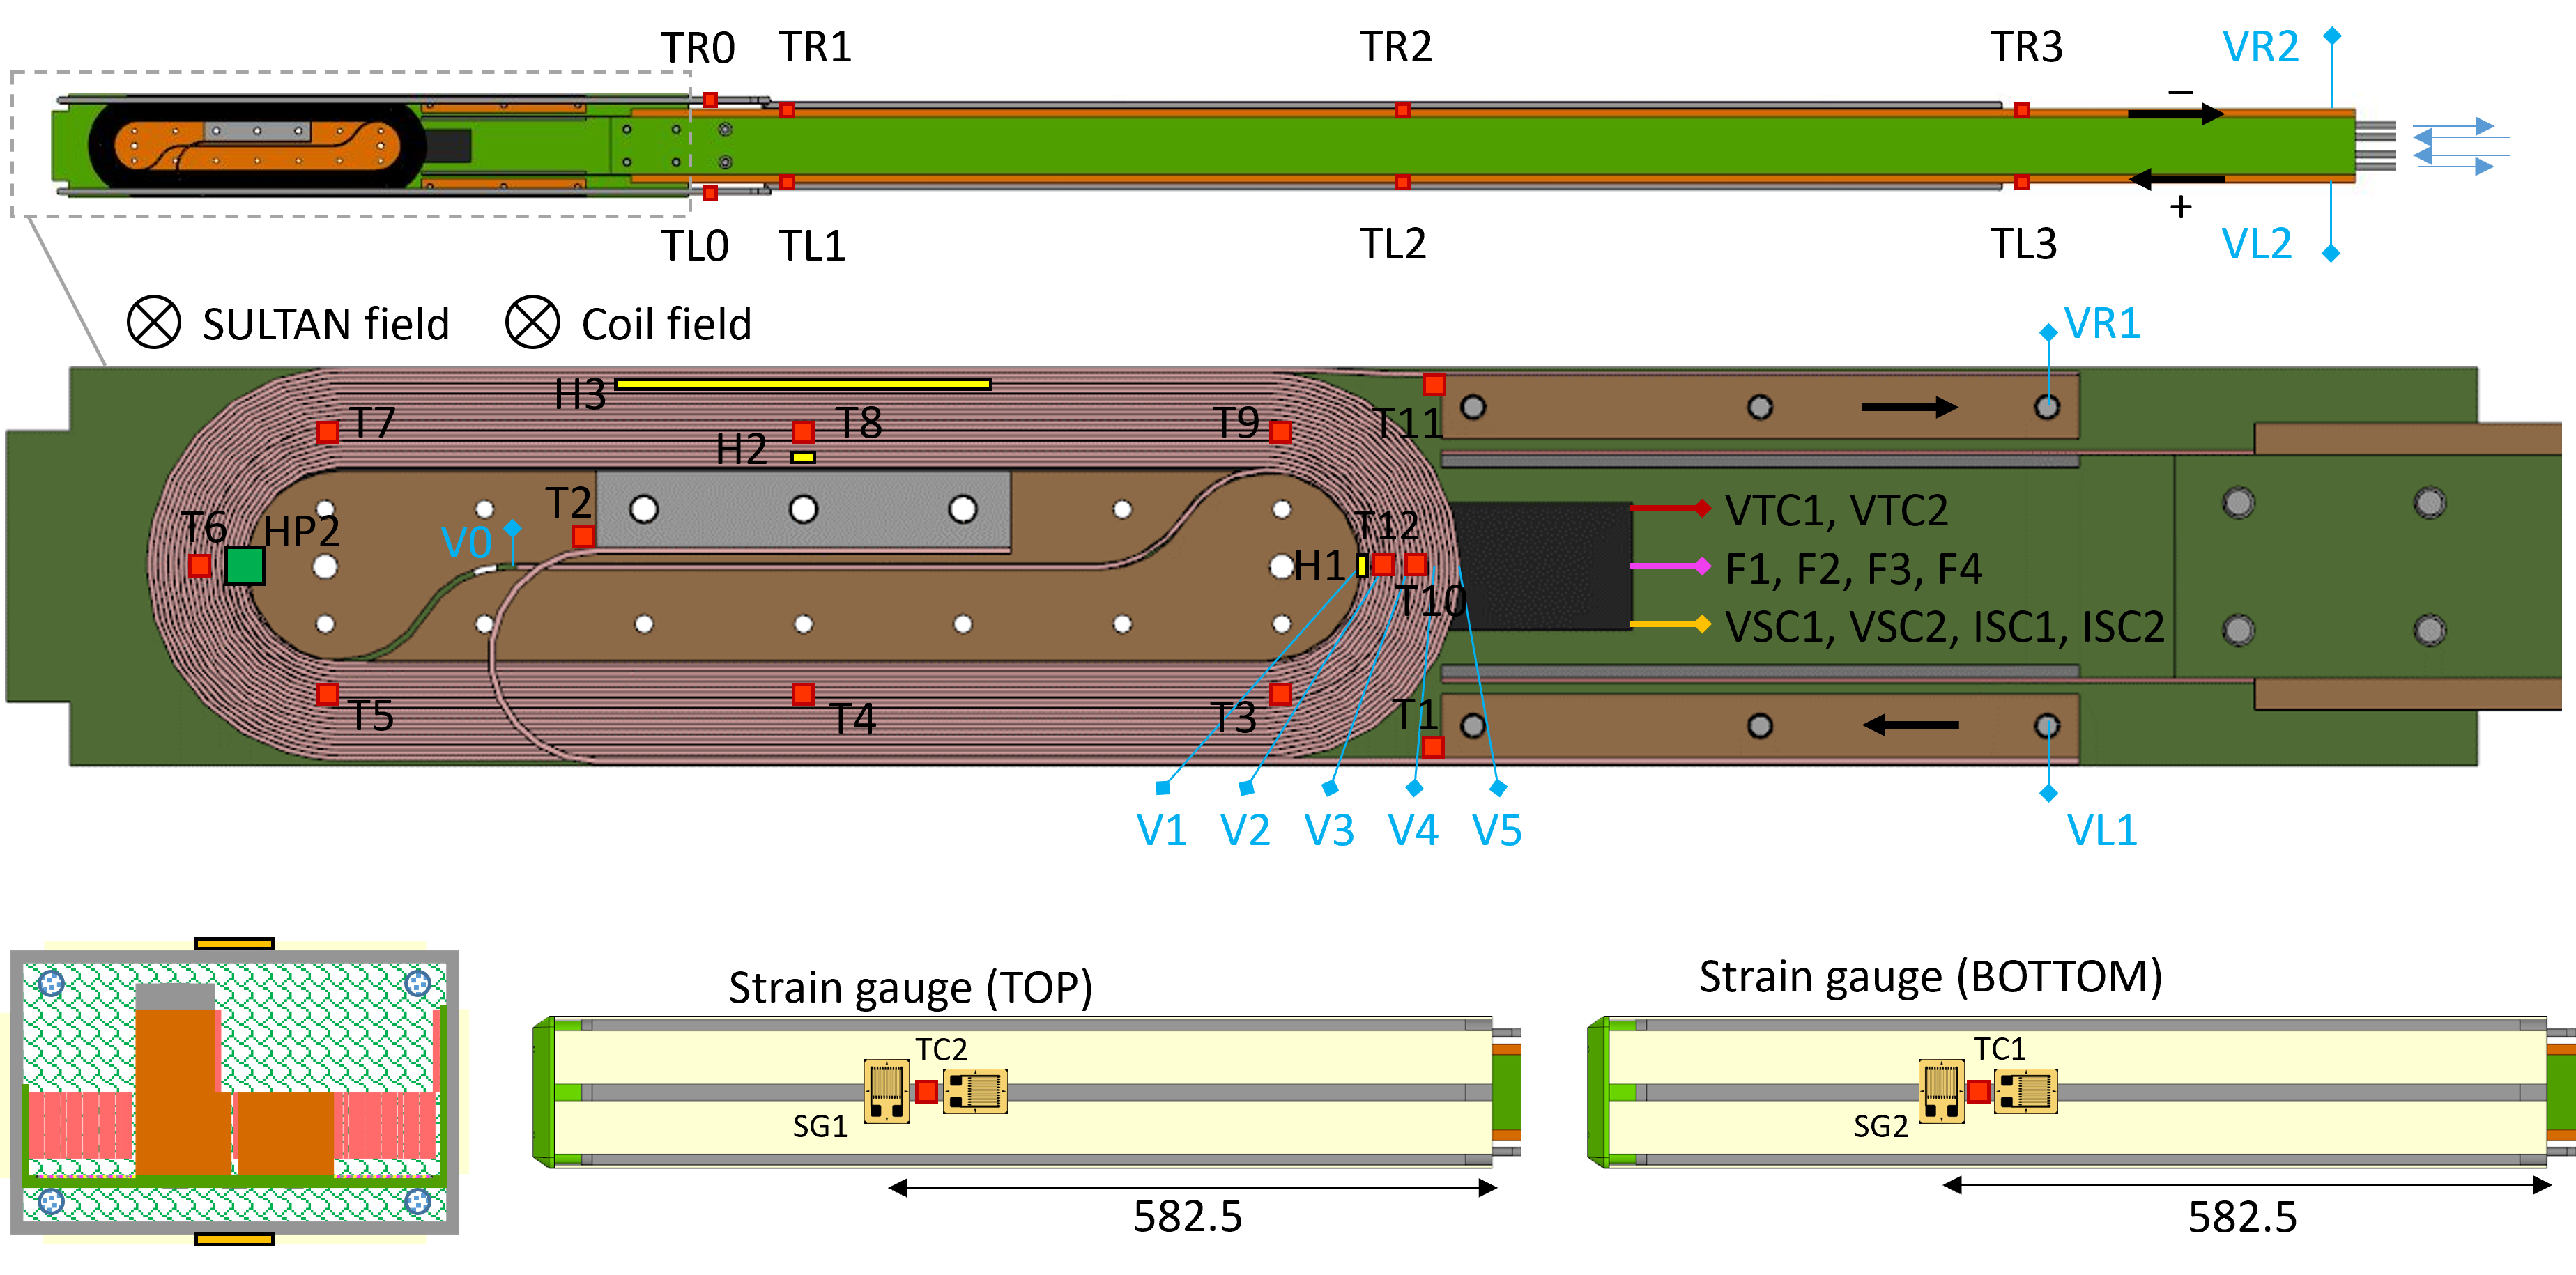 TR0 TR1 TR2 TR3 VR2
−
+
TL0 TL1 TL2 TL3 VL2
SULTAN field Coil field VR1
H3
T7 T8 T9 T11
H2
T2
T6 HP2 V0 T12 VTC1, VTC2
H1 F1, F2, F3, F4
T10
VSC1, VSC2, ISC1, ISC2
T5 T4 T3 T1
V1 V2 V3 V4 V5 VL1
Strain gauge (TOP) Strain gauge (BOTTOM)
TC2 TC1
SG1 SG2
582.5 582.5